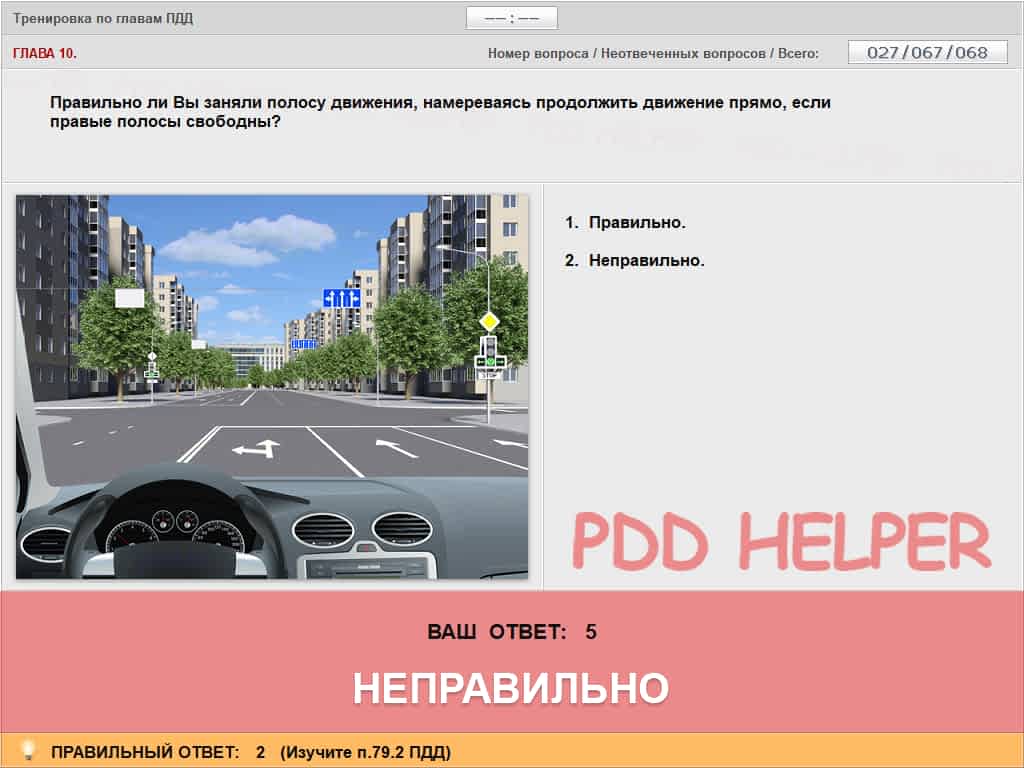 Тренировка по главам ПДД
–– : ––
ГЛАВА 10.
Номер вопроса / Неотвеченных вопросов / Всего:
027/067/068
Правильно ли Вы заняли полосу движения, намереваясь продолжить движение прямо, если
правые полосы свободны?
1. Правильно.
2. Неправильно.
STOP
PDD HELPER
ВАШ ОТВЕТ: 5
НЕПРАВИЛЬНО
ПРАВИЛЬНЫЙ ОТВЕТ: 2 (Изучите п.79.2 ПДД)